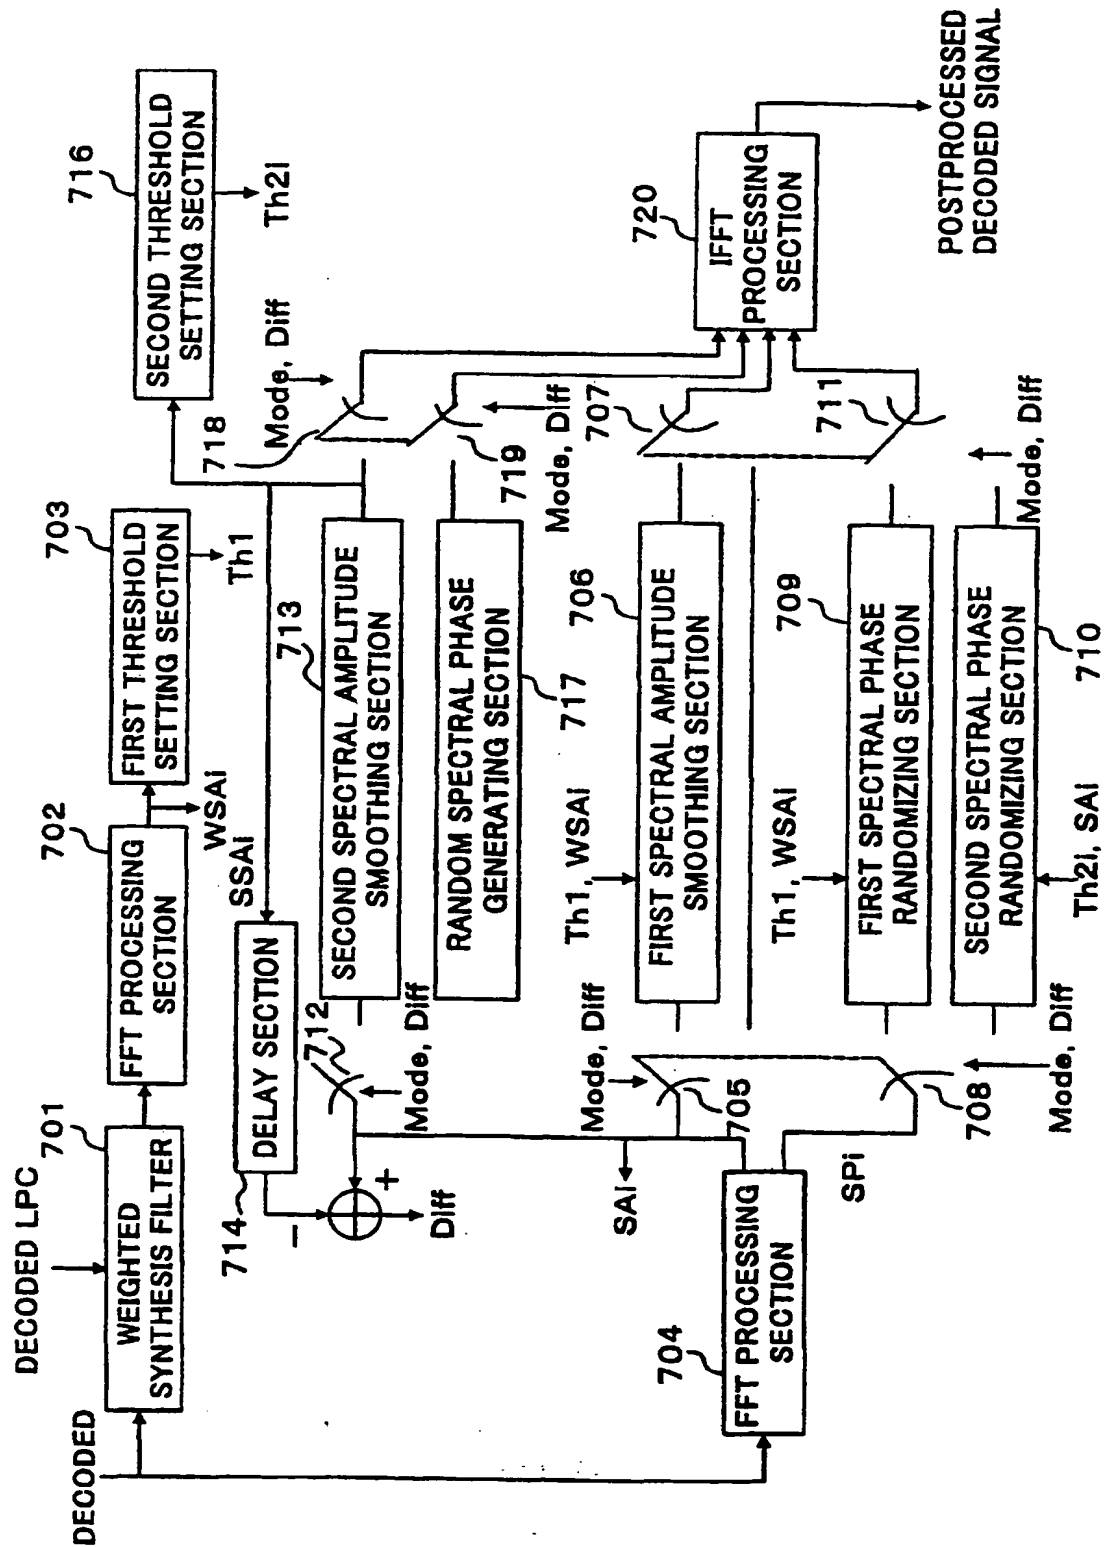 DECODED LPC
DECODED
701
WEIGHTED
SYNTHESIS FILTER
702
FFT PROCESSING
SECTION
WSAi
703
FIRST THRESHOLD
SETTING SECTION
Th1
716
SECOND THRESHOLD
SETTING SECTION
Th2i
714
DELAY SECTION
SSAi
−
+
Diff
712
Mode, Diff
713
SECOND SPECTRAL AMPLITUDE
SMOOTHING SECTION
718
Mode, Diff
RANDOM SPECTRAL PHASE
GENERATING SECTION
717
719
Mode, Diff
SAi
Mode, Diff
705
Th1, WSAi
FIRST SPECTRAL AMPLITUDE
SMOOTHING SECTION
706
707
720
IFFT
PROCESSING
SECTION
POSTPROCESSED
DECODED SIGNAL
704
FFT PROCESSING
SECTION
SPi
708
Mode, Diff
Th1, WSAi
709
FIRST SPECTRAL PHASE
RANDOMIZING SECTION
711
Mode, Diff
SECOND SPECTRAL PHASE
RANDOMIZING SECTION
710
Th2i, SAi